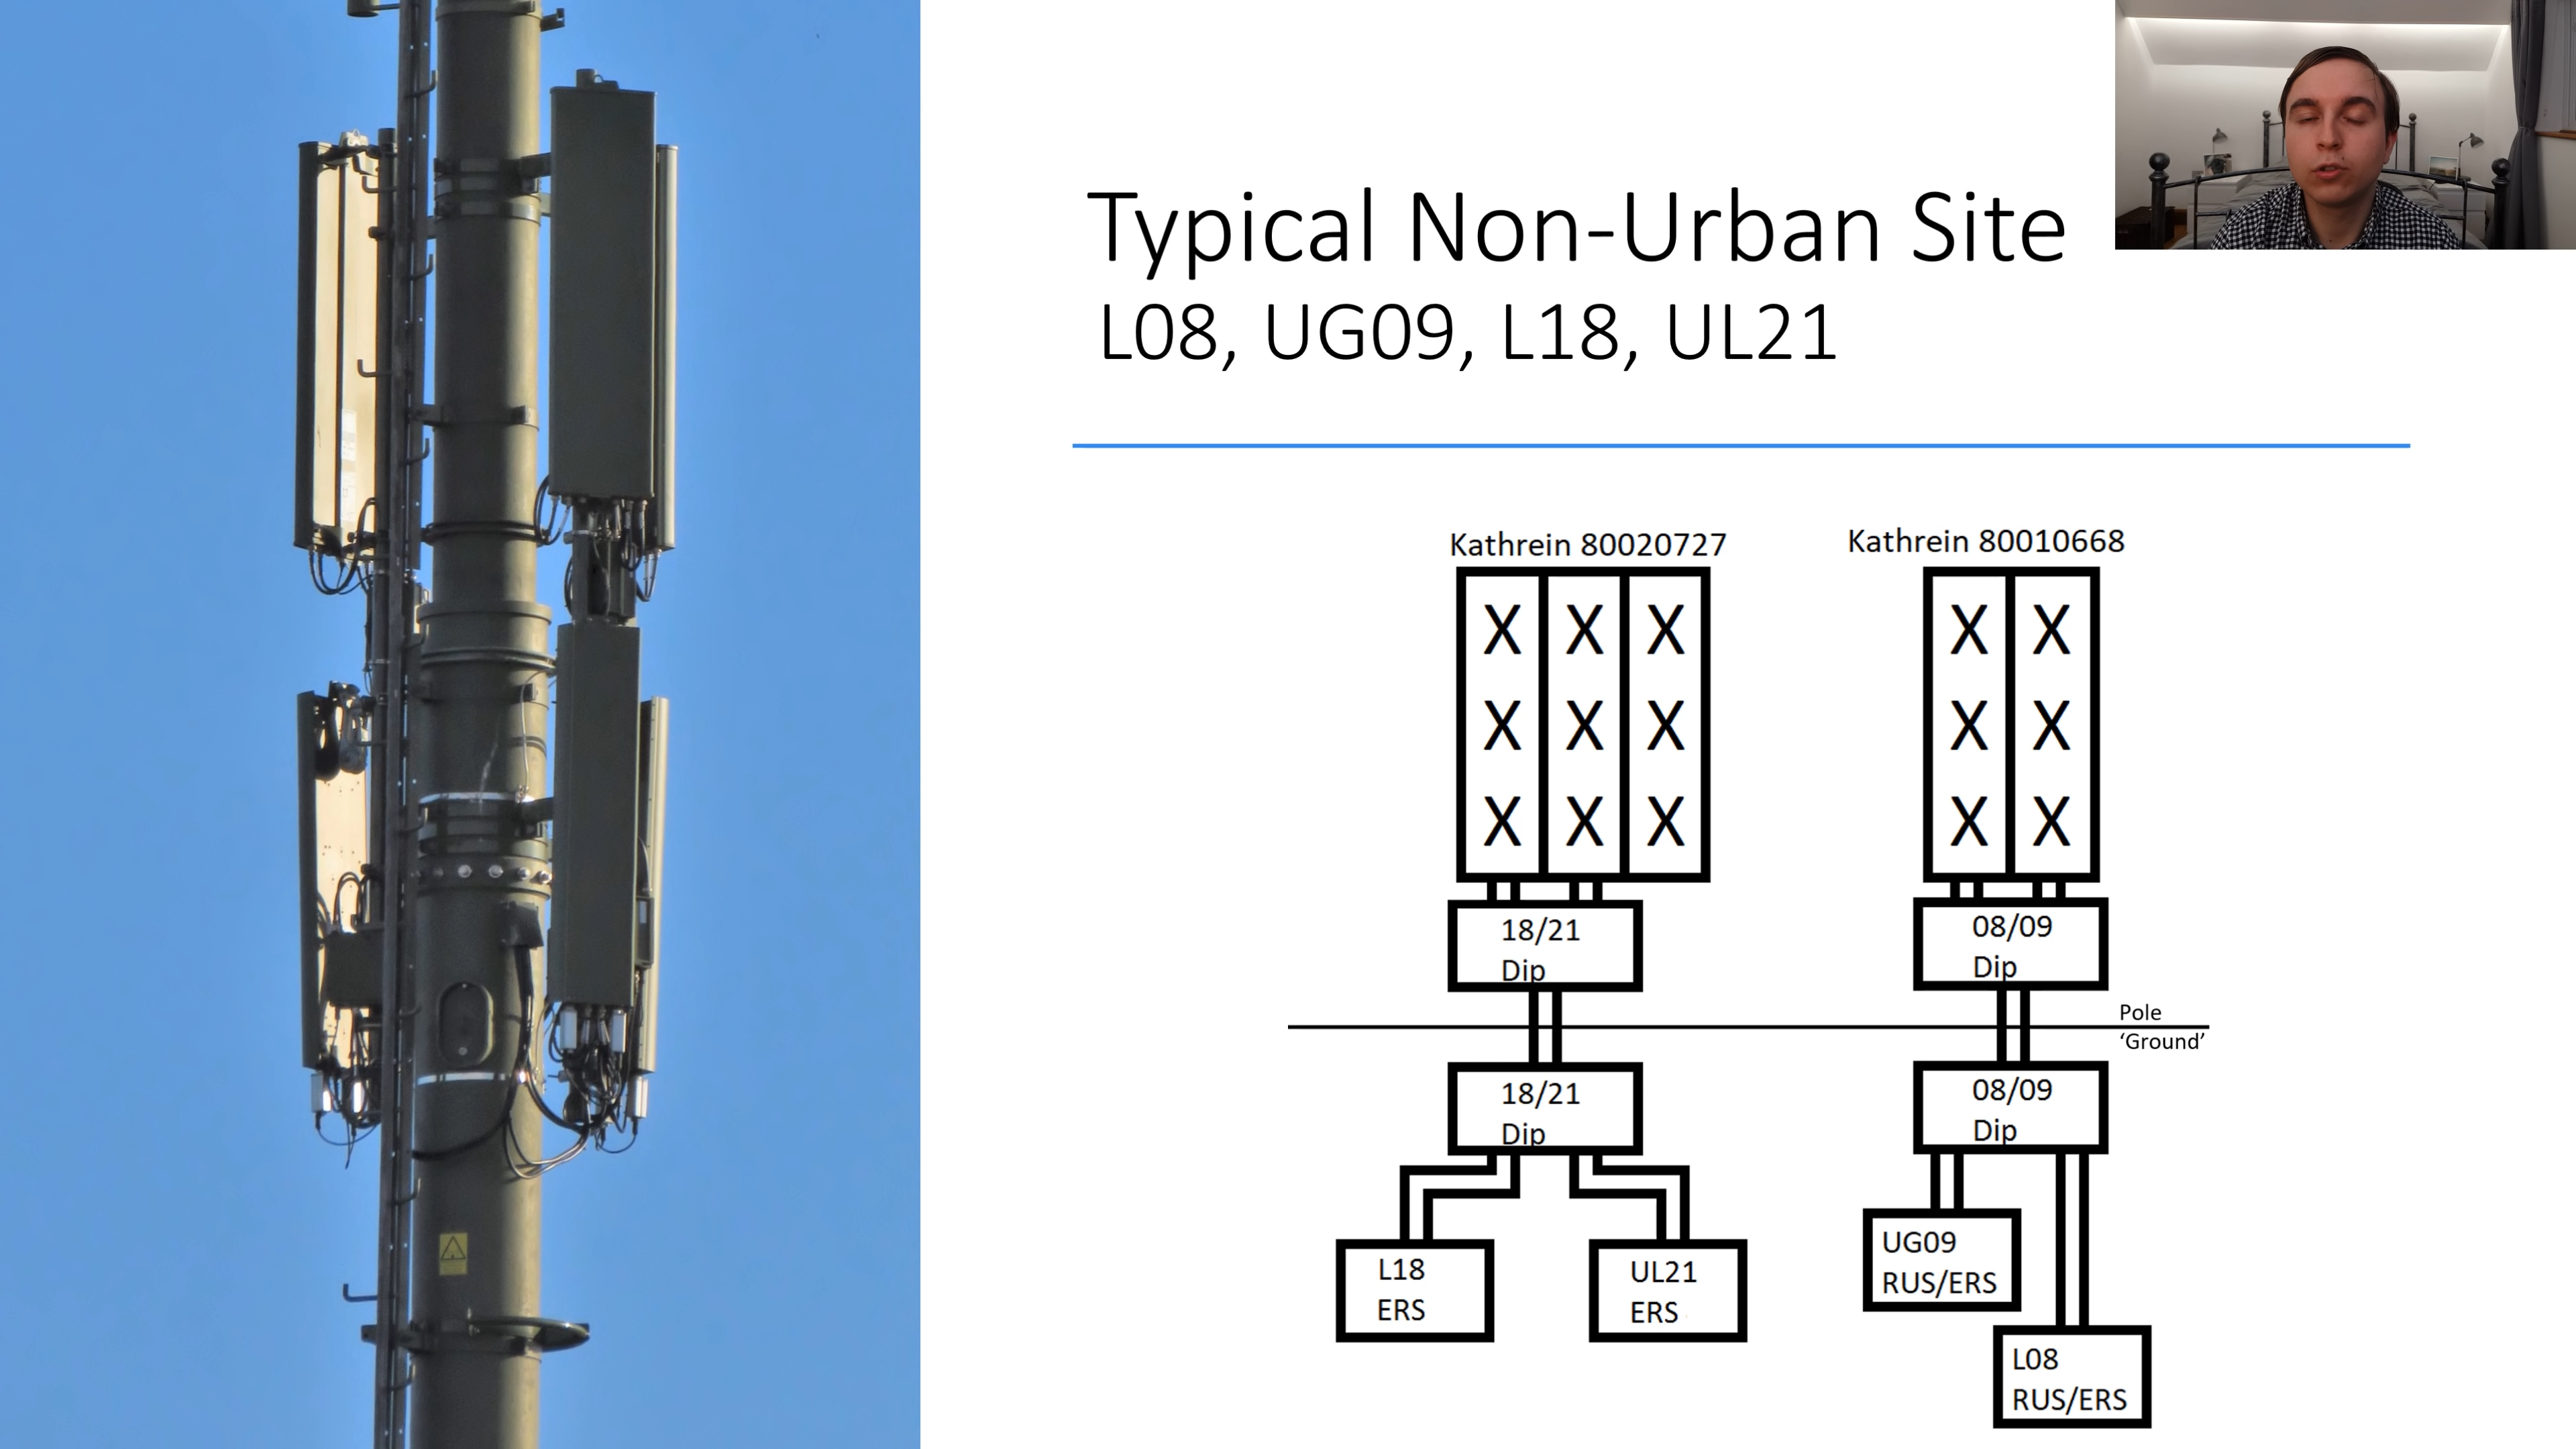 Typical Non-Urban Site
L08, UG09, L18, UL21
Kathrein 80020727
Kathrein 80010668
X X X
X X X
X X X
X X
X X
X X
18/21
Dip
08/09
Dip
Pole
‘Ground’
18/21
Dip
08/09
Dip
L18
ERS
UL21
ERS
UG09
RUS/ERS
L08
RUS/ERS